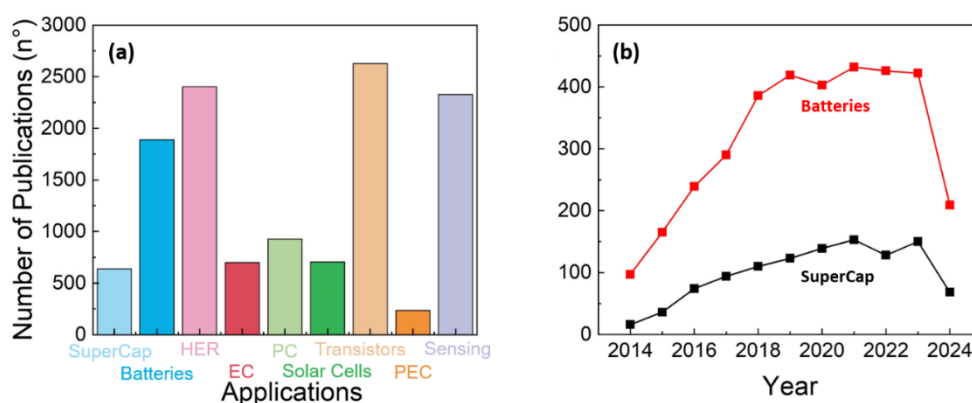 (a)
Number of Publications (n°)
3000
2500
2000
1500
1000
500
0
SuperCap
HER
PC
Transistors
Sensing
Batteries
EC
Solar Cells
PEC
Applications
(b)
500
400
300
200
100
0
Batteries
SuperCap
2014
2016
2018
2020
2022
2024
Year